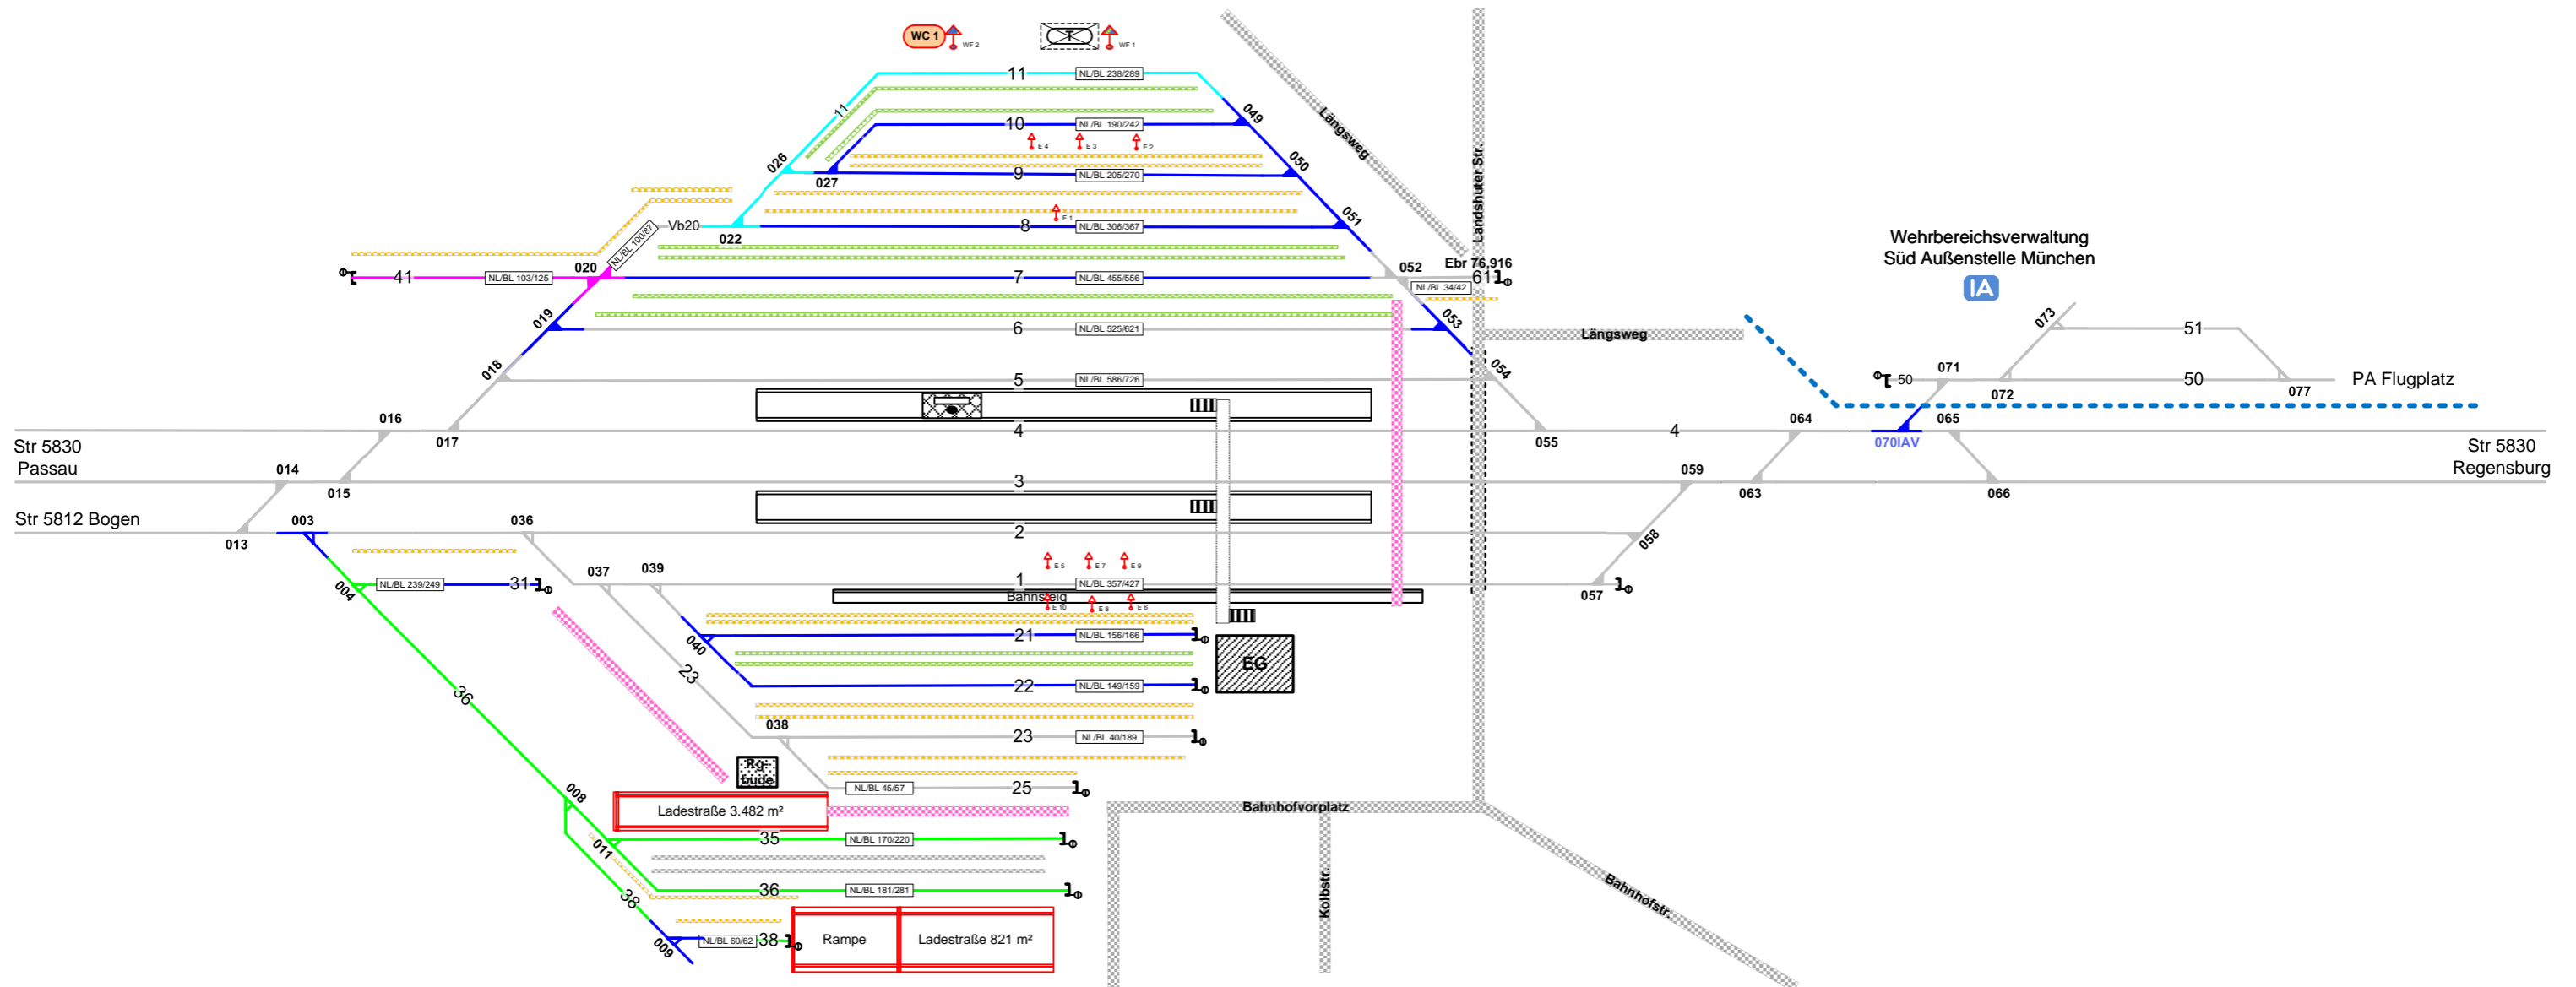 WC 1
WF 2
T
WF 1
11
NL/BL 238/289
11
049
10
NL/BL 190/242
E 4
E 3
E 2
Längsweg
Landshuter Str.
026
027
9
NL/BL 205/270
050
E 1
Vb20
022
8
NL/BL 306/367
051
NL/BL 100/87
Wehrbereichsverwaltung
Süd Außenstelle München
IA
41
NL/BL 103/125
020
7
NL/BL 455/556
052
Ebr 76,916
61
NL/BL 34/42
019
6
NL/BL 525/621
053
Längsweg
073
51
018
5
NL/BL 586/726
054
50
071
072
50
077
PA Flugplatz
016
017
4
055
4
064
070IAV
065
Str 5830
Passau
Str 5830
Regensburg
014
015
3
059
063
066
Str 5812 Bogen
013
003
036
2
058
E 5
E 7
E 9
004
NL/BL 239/249
31
037
039
1
NL/BL 357/427
057
Bahnsteig
E 10
E 8
E 6
040
21
NL/BL 156/166
EG
23
22
NL/BL 149/159
36
038
23
NL/BL 40/189
Rg-
bude
NL/BL 45/57
25
008
Ladestraße 3.482 m²
Bahnhofvorplatz
011
35
NL/BL 170/220
36
NL/BL 181/281
38
Kolbstr.
Bahnhofstr.
009
NL/BL 60/62
38
Rampe
Ladestraße 821 m²